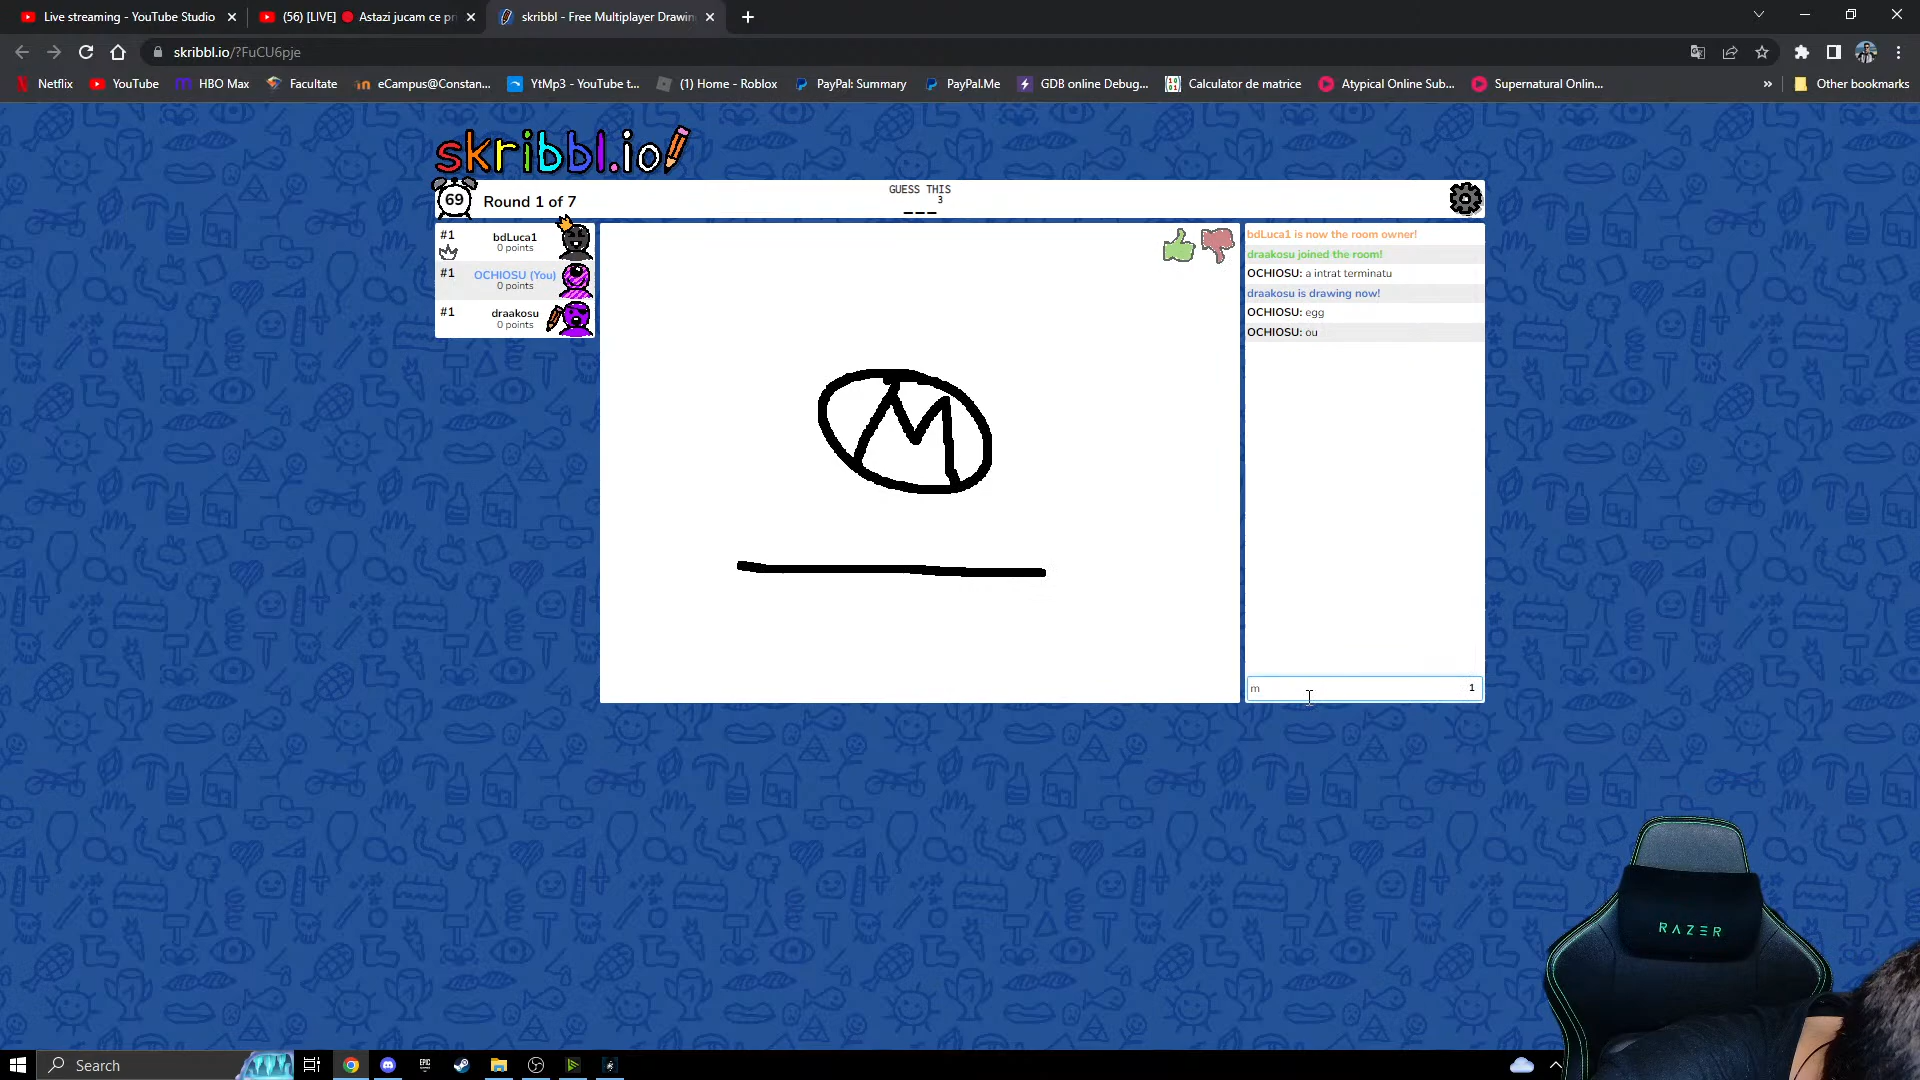 Live streaming - YouTube Studio
(56) [LIVE] 🔴 Astazi jucam ce pri
skribbl - Free Multiplayer Drawin
skribbl.io/?FuCU6pje
Netflix
YouTube
HBO Max
Facultate
eCampus@Constan...
YtMp3 - YouTube t...
(1) Home - Roblox
PayPal: Summary
PayPal.Me
GDB online Debug...
Calculator de matrice
Atypical Online Sub...
Supernatural Onlin...
»
Other bookmarks
skribbl.io
69
Round 1 of 7
GUESS THIS
3
_ _ _
#1
bdLuca1
0 points
#1
OCHIOSU (You)
0 points
#1
draakosu
0 points
M
bdLuca1 is now the room owner!
draakosu joined the room!
OCHIOSU: a intrat terminatu
draakosu is drawing now!
OCHIOSU: egg
OCHIOSU: ou
m
1
RAZER
Search
EPIC